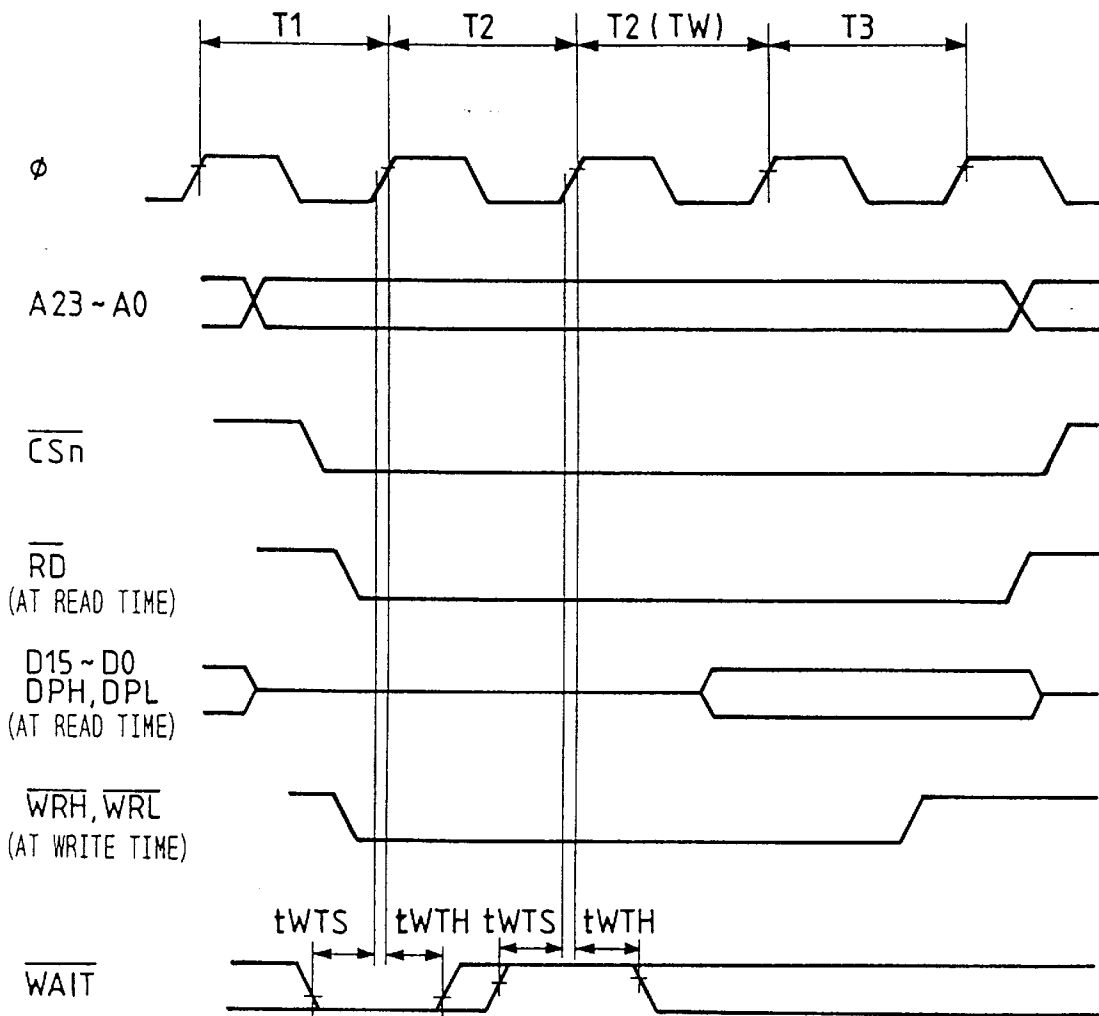 T1 T2 T2 (TW) T3
ϕ
A23~A0
CSn
RD
(AT READ TIME)
D15~D0
DPH, DPL
(AT READ TIME)
WRH, WRL
(AT WRITE TIME)
tWTS tWTH tWTS tWTH
WAIT